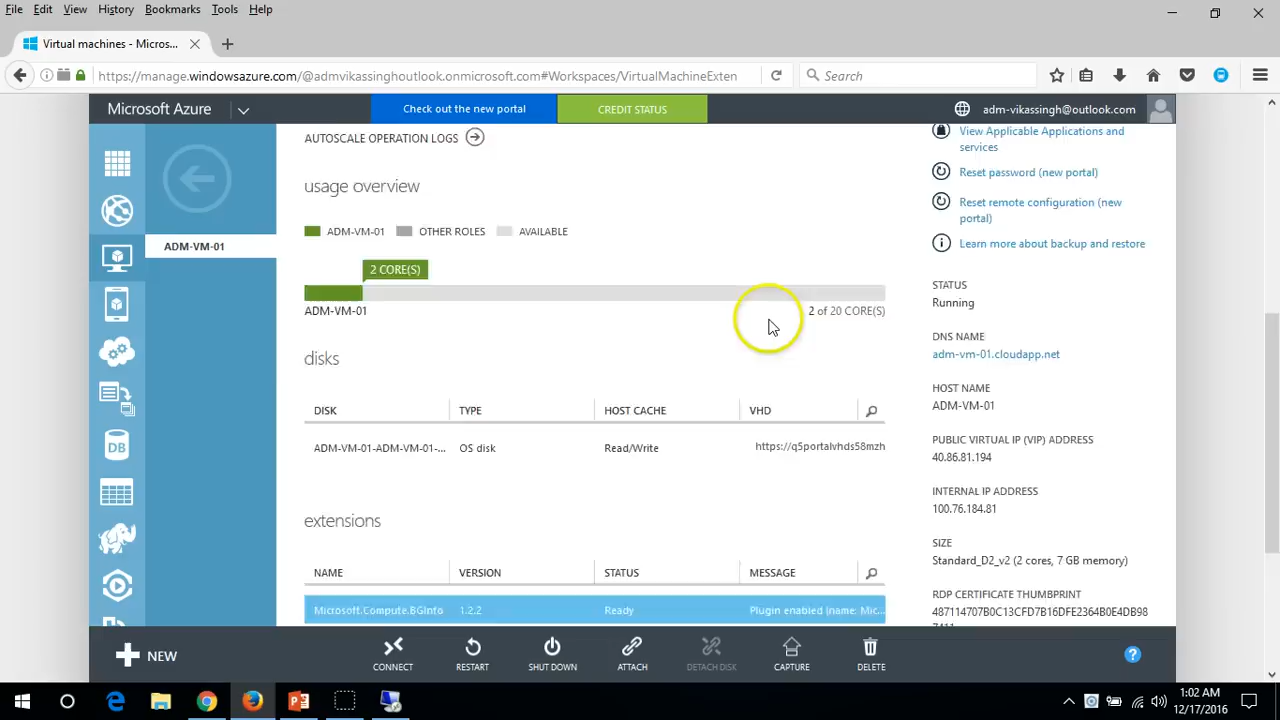 File Edit View History Bookmarks Tools Help
Virtual machines - Micros...
https://manage.windowsazure.com/@admvikassinghoutlook.onmicrosoft.com#Workspaces/VirtualMachineExten
Search
Microsoft Azure
Check out the new portal
CREDIT STATUS
adm-vikassingh@outlook.com
ADM-VM-01
AUTOSCALE OPERATION LOGS
usage overview
ADM-VM-01 OTHER ROLES AVAILABLE
2 CORE(S)
ADM-VM-01
2 of 20 CORE(S)
disks
DISK TYPE HOST CACHE VHD
ADM-VM-01-ADM-VM-01-... OS disk Read/Write https://q5portalvhds58mzh
extensions
NAME VERSION STATUS MESSAGE
Microsoft.Compute.BGInfo 1.2.2 Ready Plugin enabled (name: Mic...
View Applicable Applications and
services
Reset password (new portal)
Reset remote configuration (new
portal)
Learn more about backup and restore
STATUS
Running
DNS NAME
adm-vm-01.cloudapp.net
HOST NAME
ADM-VM-01
PUBLIC VIRTUAL IP (VIP) ADDRESS
40.86.81.194
INTERNAL IP ADDRESS
100.76.184.81
SIZE
Standard_D2_v2 (2 cores, 7 GB memory)
RDP CERTIFICATE THUMBPRINT
487114707B0C13CFD7B16DFE2364B0E4DB98
DB
NEW
CONNECT
RESTART
SHUT DOWN
ATTACH
DETACH DISK
CAPTURE
DELETE
?
1:02 AM
12/17/2016